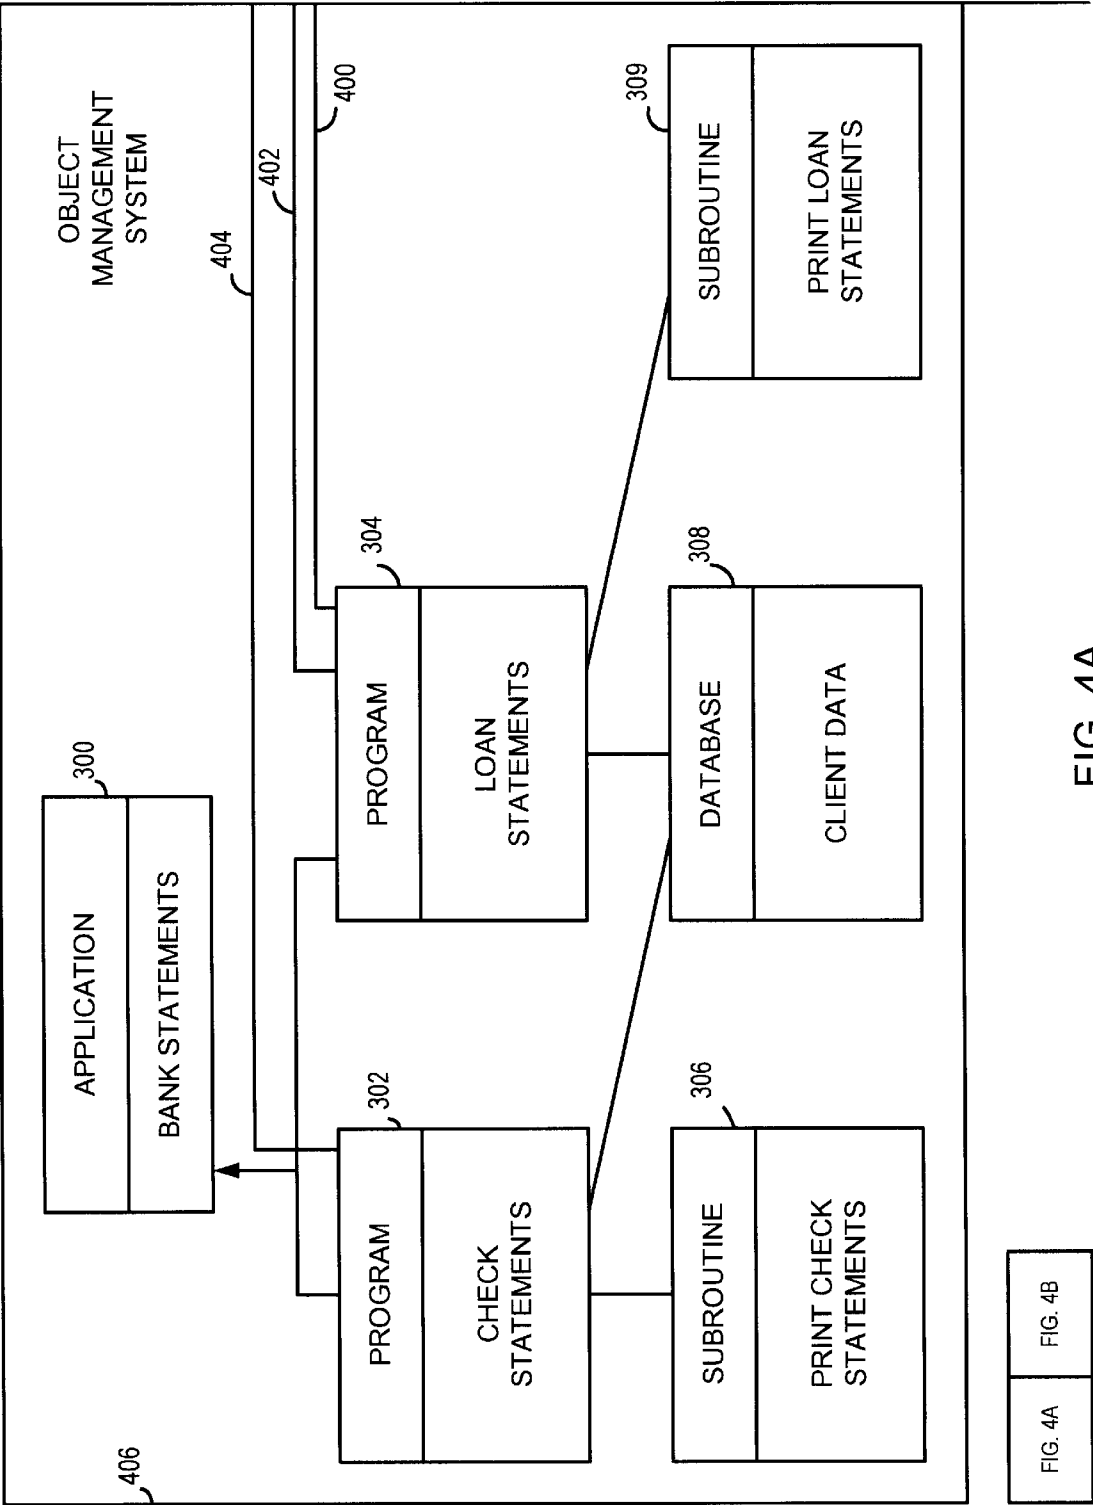 OBJECT
MANAGEMENT
SYSTEM
APPLICATION
BANK STATEMENTS
300
404
402
400
PROGRAM
CHECK
STATEMENTS
302
PROGRAM
LOAN
STATEMENTS
304
SUBROUTINE
PRINT CHECK
STATEMENTS
306
DATABASE
CLIENT DATA
308
SUBROUTINE
PRINT LOAN
STATEMENTS
309
406
FIG. 4A
FIG. 4B
FIG. 4A